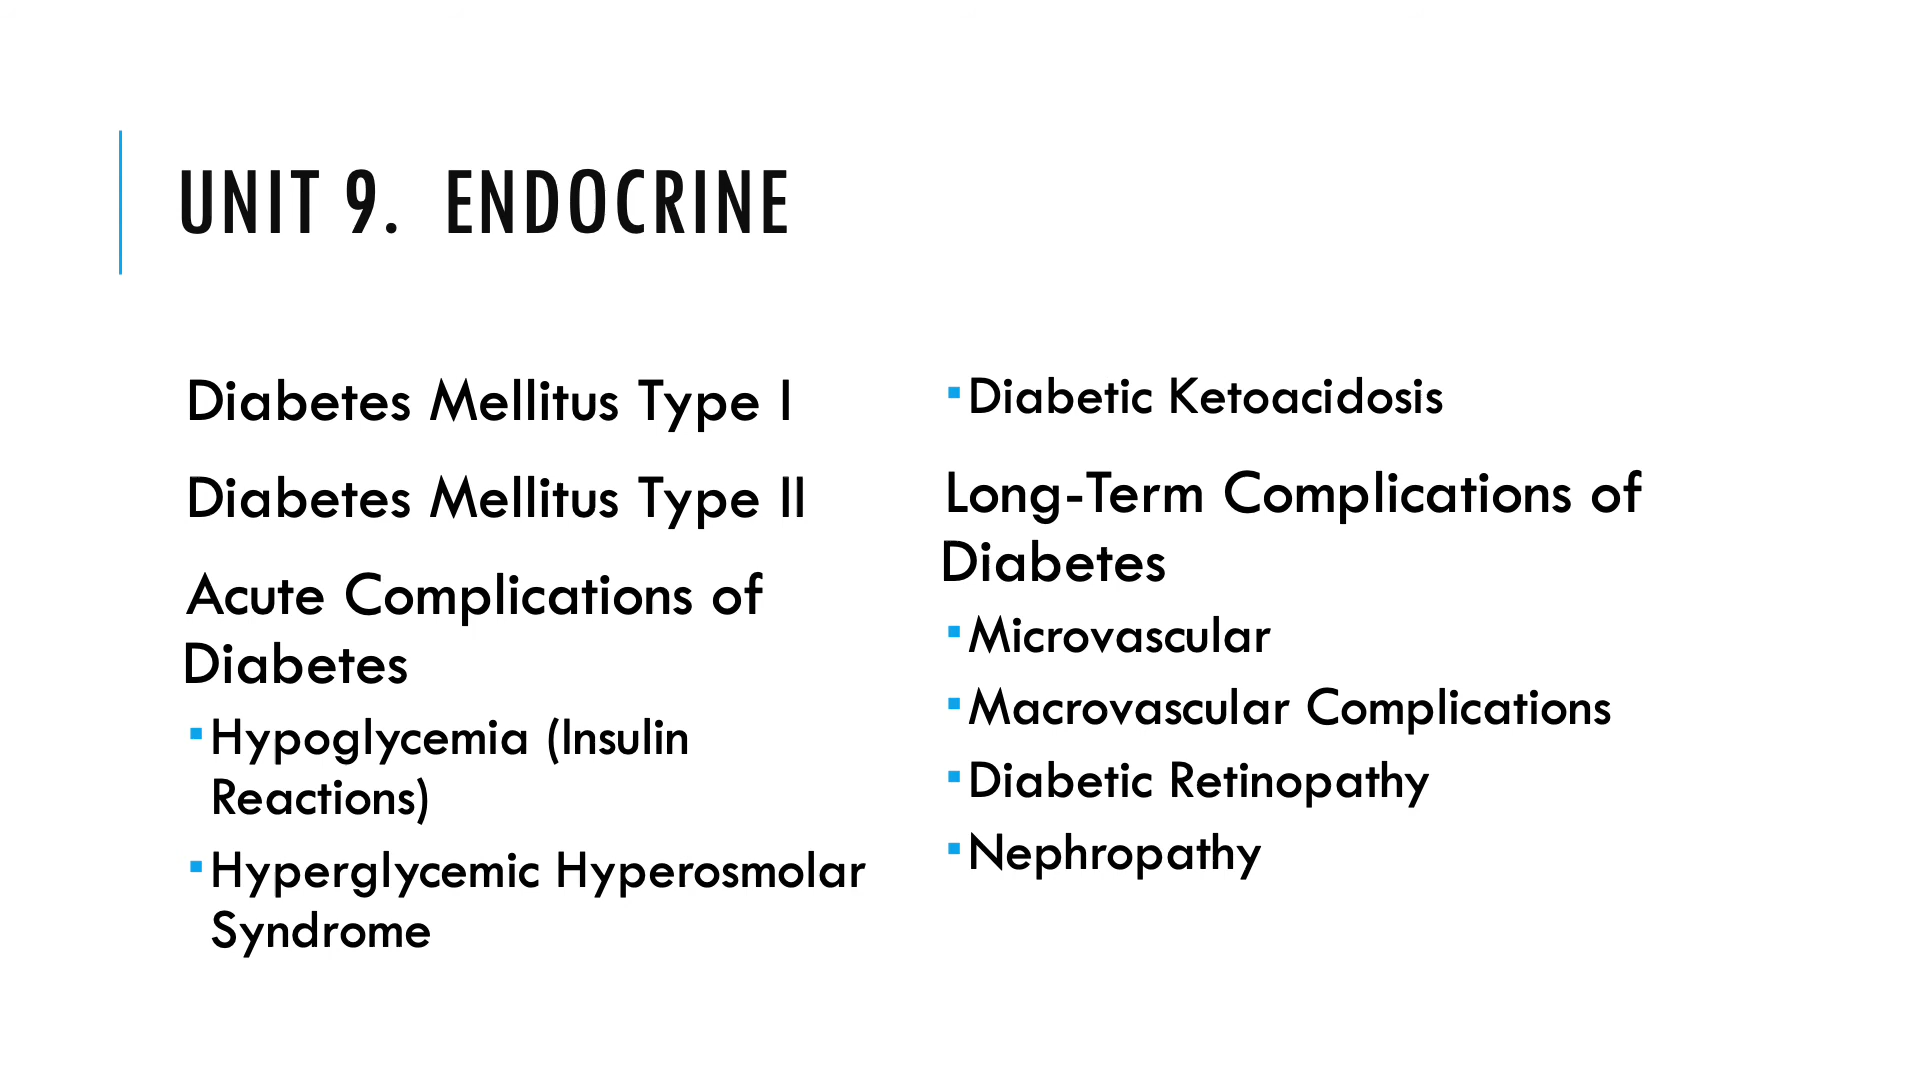 UNIT 9. ENDOCRINE
Diabetes Mellitus Type I
Diabetes Mellitus Type II
Acute Complications of
Diabetes
▪Hypoglycemia (Insulin
Reactions)
▪Hyperglycemic Hyperosmolar
Syndrome
▪Diabetic Ketoacidosis
Long-Term Complications of
Diabetes
▪Microvascular
▪Macrovascular Complications
▪Diabetic Retinopathy
▪Nephropathy